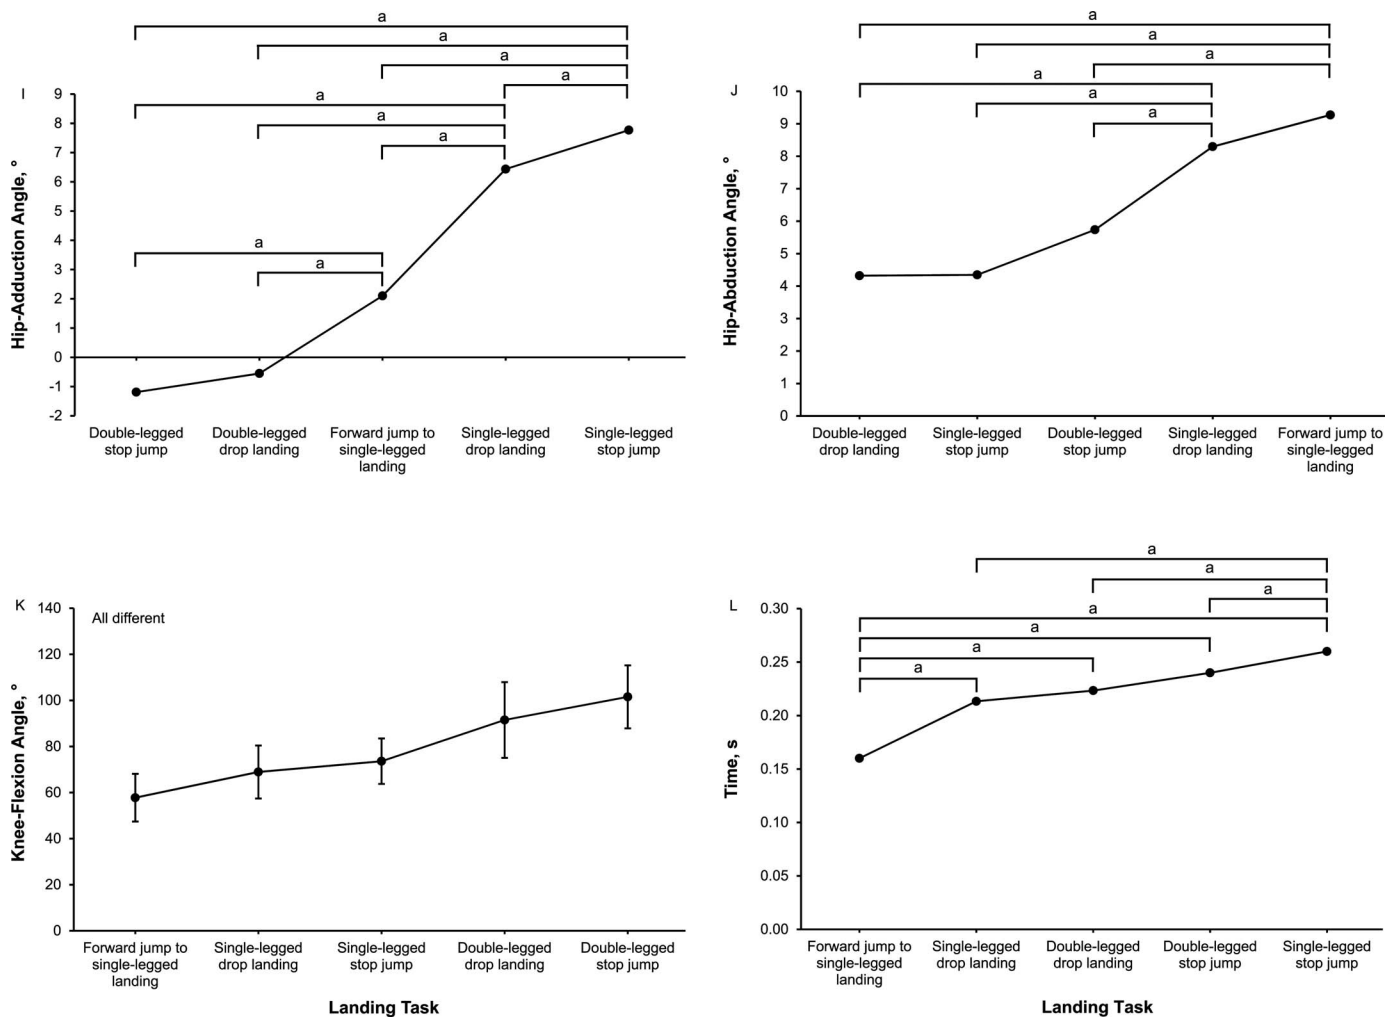 I
Hip-Adduction Angle, °
a
a
a
a
a
a
a
a
a
9
8
7
6
5
4
3
2
1
0
-1
-2
Double-legged
stop jump
Double-legged
drop landing
Forward jump to
single-legged
landing
Single-legged
drop landing
Single-legged
stop jump
J
Hip-Abduction Angle, °
a
a
a
a
a
a
10
9
8
7
6
5
4
3
2
1
0
Double-legged
drop landing
Single-legged
stop jump
Double-legged
stop jump
Single-legged
drop landing
Forward jump to
single-legged
landing
K
All different
Knee-Flexion Angle, °
140
120
100
80
60
40
20
0
Forward jump to
single-legged
landing
Single-legged
drop landing
Single-legged
stop jump
Double-legged
drop landing
Double-legged
stop jump
Landing Task
L
Time, s
a
a
a
a
a
a
a
0.30
0.25
0.20
0.15
0.10
0.05
0.00
Forward jump to
single-legged
landing
Single-legged
drop landing
Double-legged
drop landing
Double-legged
stop jump
Single-legged
stop jump
Landing Task